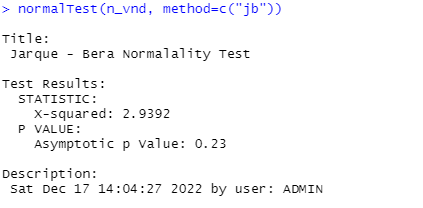 > normalTest(n_vnd, method=c("jb"))
Title:
Jarque - Bera Normalality Test
Test Results:
STATISTIC:
X-squared: 2.9392
P VALUE:
Asymptotic p Value: 0.23
Description:
Sat Dec 17 14:04:27 2022 by user: ADMIN